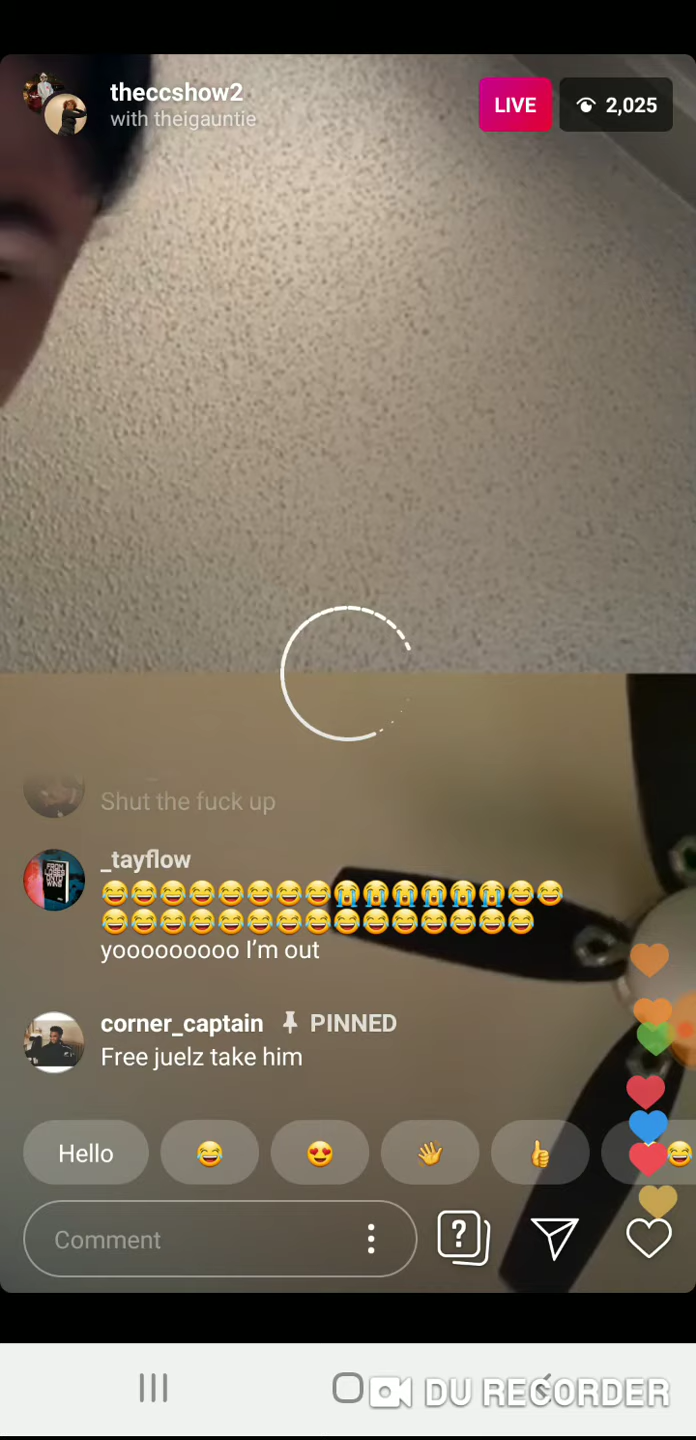 theccshow2
with theigauntie
LIVE
2,025
Shut the fuck up
_tayflow
😂😂😂😂😂😂😂😂😭😭😭😭😭😭😂😂
😂😂😂😂😂😂😂😂😂😂😂😂😂😂😂
yooooooooo I’m out
corner_captain PINNED
Free juelz take him
Hello 😂 😍 👋 👍 😂
Comment
DU RECORDER